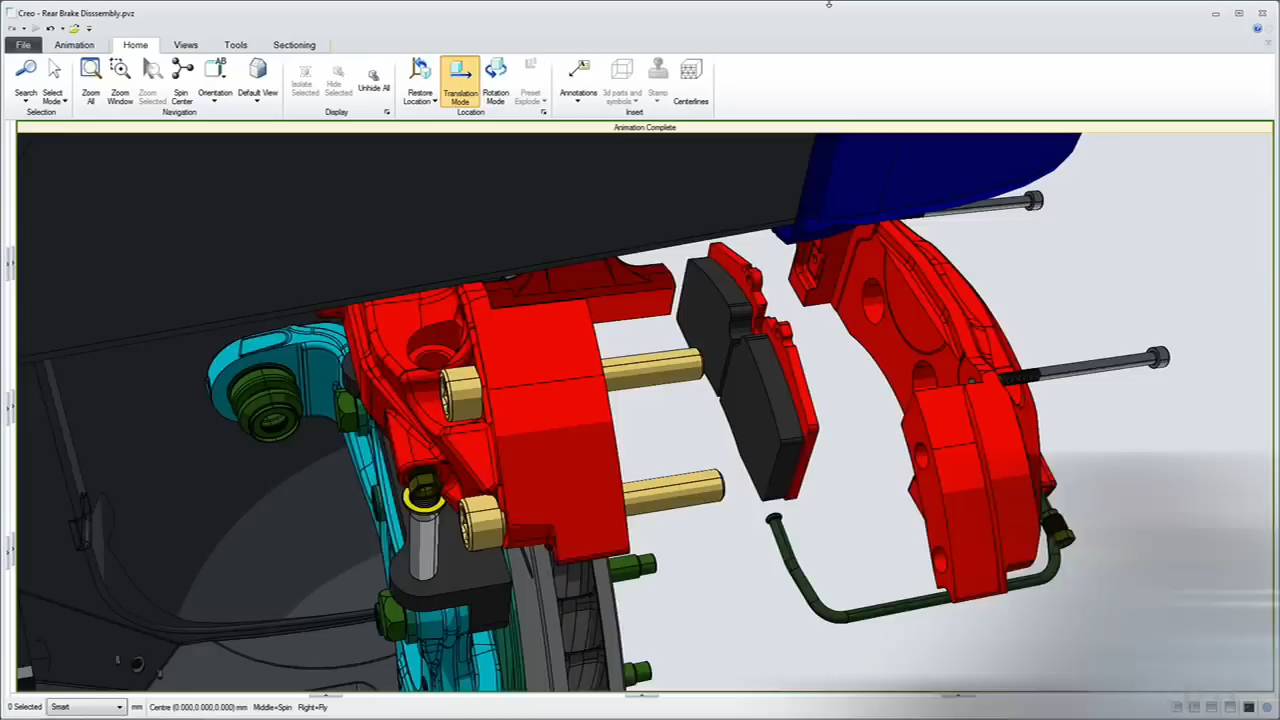 Creo - Rear Brake Disssembly.pvz
File Animation Home Views Tools Sectioning
Search Select Mode Zoom All Zoom Window Zoom Selected Spin Center Orientation Default View Isolate Selected Hide Selected Unhide All Restore Location Translation Mode Rotation Mode Preset Explode Annotations 3d parts and symbols Stamp Centerlines
Selection Navigation Display Location Insert
Animation Complete
0 Selected Smart mm Centre (0.000,0.000,0.000) mm Middle=Spin Right=Fly